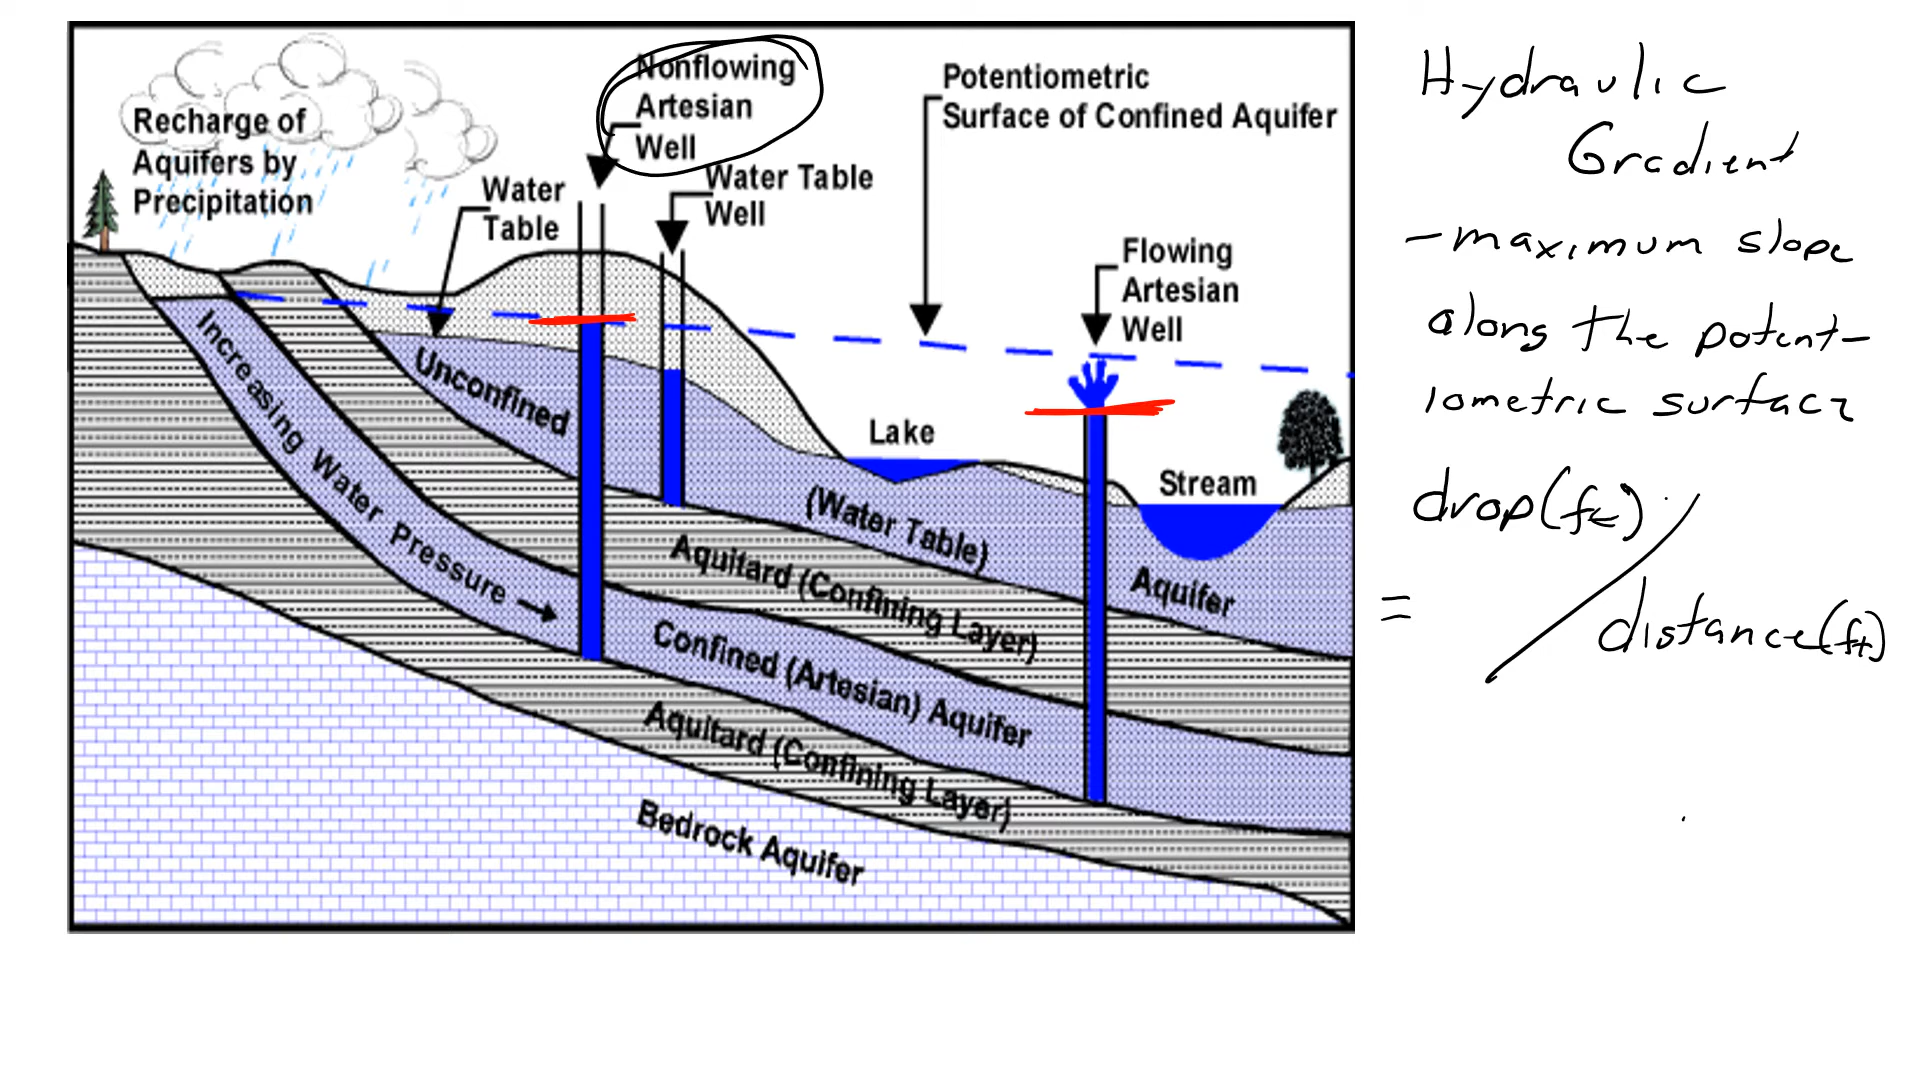 Nonflowing
Artesian
Well
Potentiometric
Surface of Confined Aquifer
Recharge of
Aquifers by
Precipitation
Water
Table
Water Table
Well
Flowing
Artesian
Well
Increasing Water Pressure
Unconfined
Lake
Stream
(Water Table)
Aquifer
Aquitard (Confining Layer)
Confined (Artesian) Aquifer
Aquitard (Confining Layer)
Bedrock Aquifer
Hydraulic
Gradient
- maximum slope
along the potent-
iometric surface
drop(ft)
=
distance(ft)